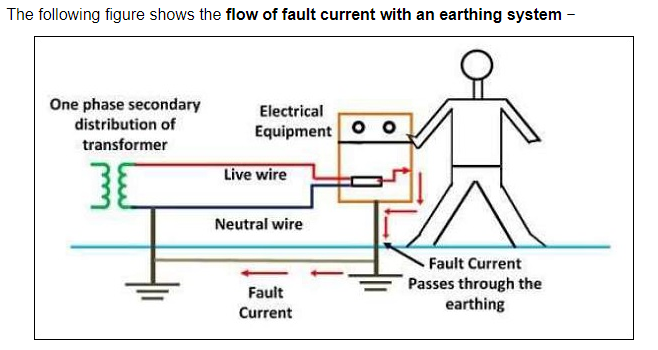 The following figure shows the flow of fault current with an earthing system −
One phase secondary
distribution of
transformer
Electrical
Equipment
Live wire
Neutral wire
Fault
Current
Fault Current
Passes through the
earthing